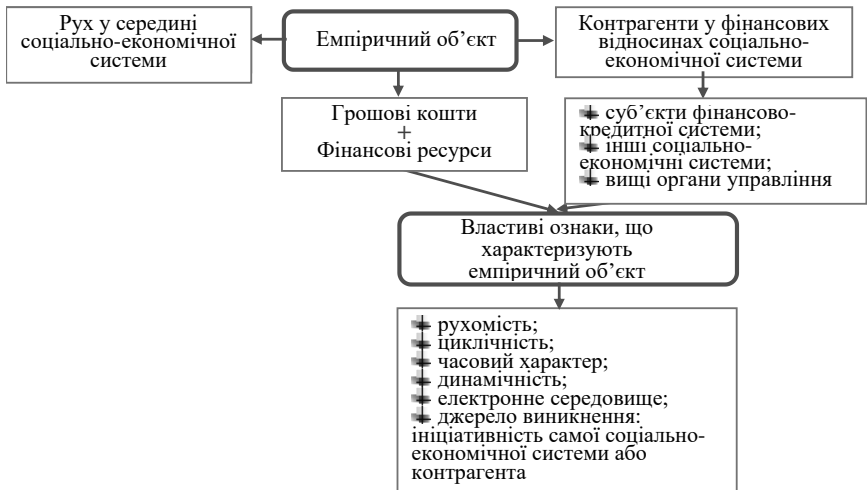 Рух у середині
соціально-економічної
системи
Емпіричний об’єкт
Контрагенти у фінансових
відносинах соціально-
економічної системи
Грошові кошти
+
Фінансові ресурси
суб’єкти фінансово-
кредитної системи;
інші соціально-
економічні системи;
вищі органи управління
Властиві ознаки, що
характеризують
емпіричний об’єкт
рухомість;
циклічність;
часовий характер;
динамічність;
електронне середовище;
джерело виникнення:
ініціативність самої соціально-
економічної системи або
контрагента